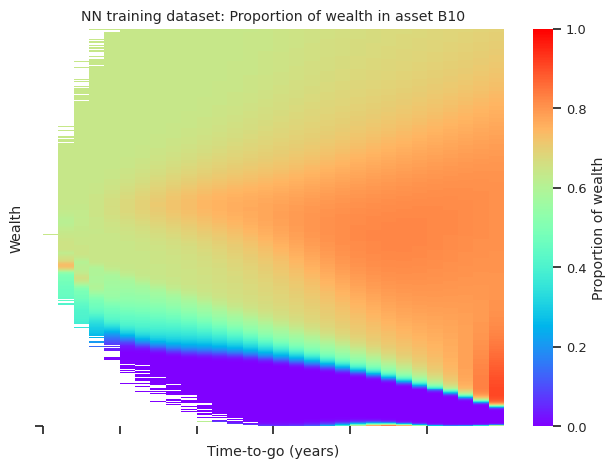 NN training dataset: Proportion of wealth in asset B10
Wealth
Time-to-go (years)
1.0
0.8
0.6
0.4
0.2
0.0
Proportion of wealth